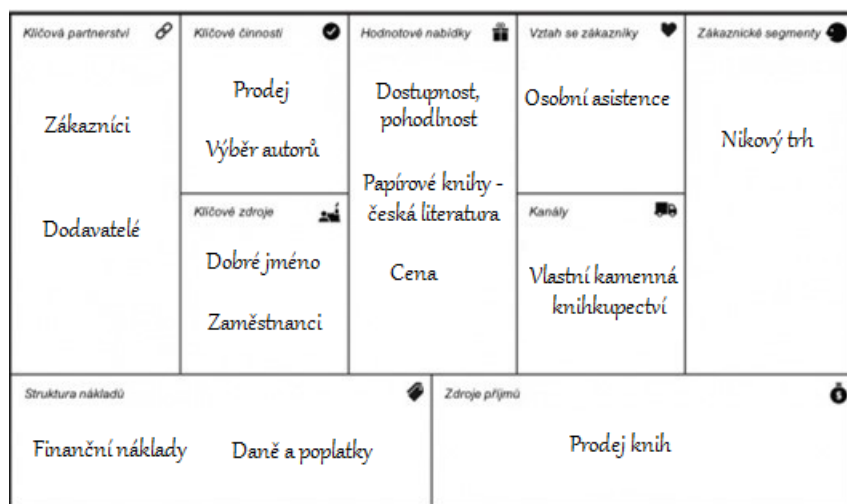 Klíčová partnerství
Zákazníci
Dodavatelé
Klíčové činnosti
Prodej
Výběr autorů
Klíčové zdroje
Dobré jméno
Zaměstnanci
Hodnotové nabídky
Dostupnost,
pohodlnost
Papírové knihy -
česká literatura
Cena
Vztah se zákazníky
Osobní asistence
Kanály
Vlastní kamenná
knihkupectví
Zákaznické segmenty
Nikový trh
Struktura nákladů
Finanční náklady
Daně a poplatky
Zdroje příjmů
Prodej knih